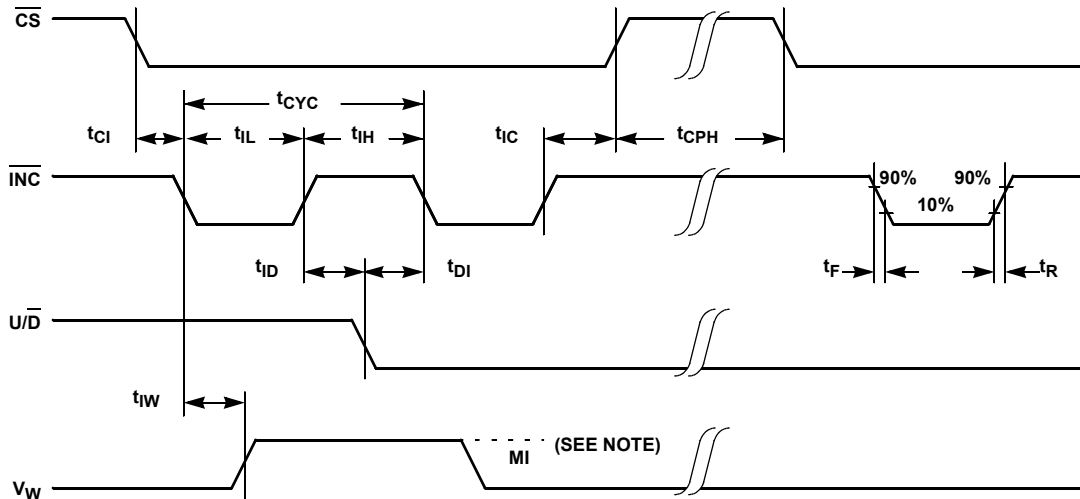 CS
tCYC
tCI tIL tIH tIC tCPH
INC
90% 90%
10%
tID tDI tF tR
U/D
tIW
MI (SEE NOTE)
VW